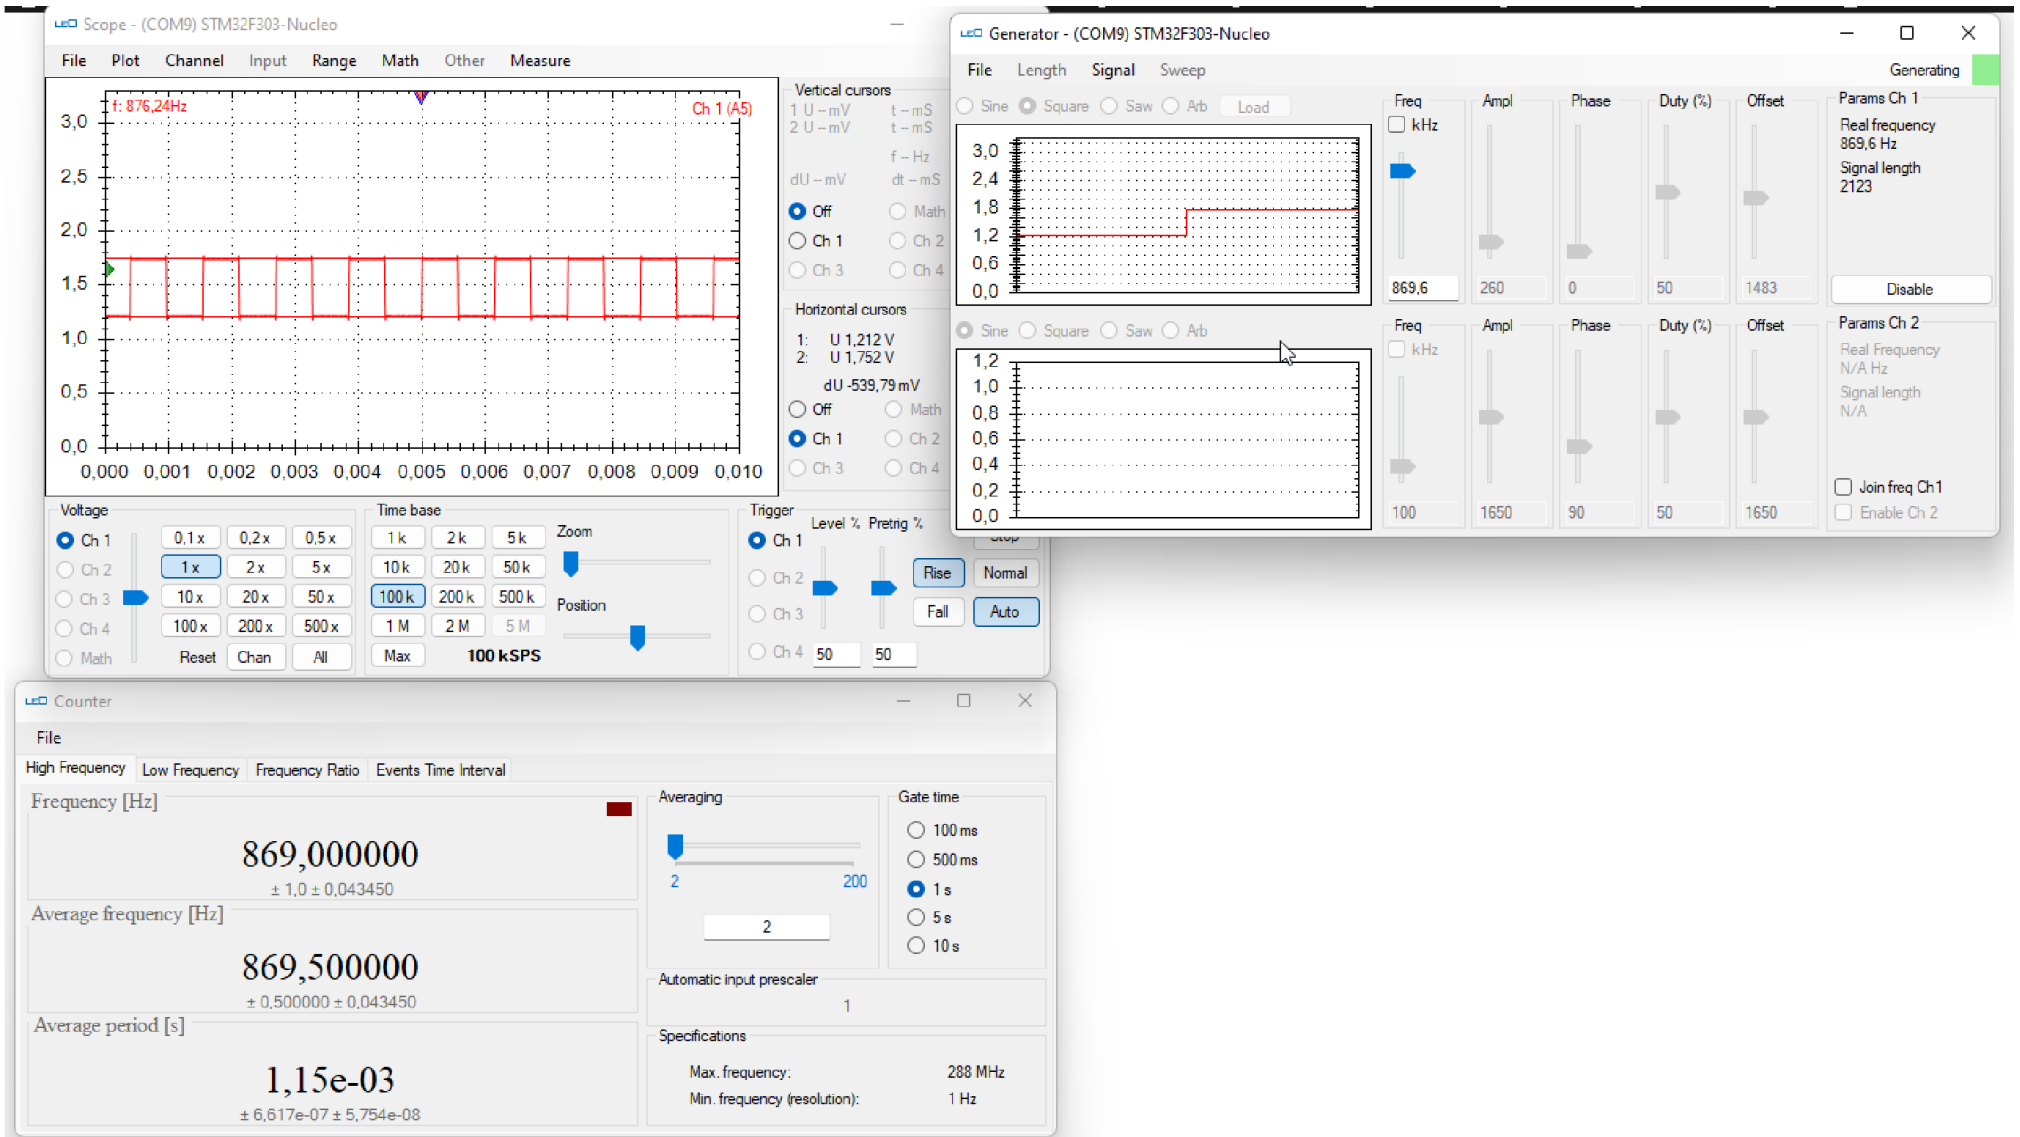 LEO Scope - (COM9) STM32F303-Nucleo
File Plot Channel Input Range Math Other Measure
f: 876,24Hz
Ch 1 (A5)
3,0
2,5
2,0
1,5
1,0
0,5
0,0
0,000 0,001 0,002 0,003 0,004 0,005 0,006 0,007 0,008 0,009 0,010
Vertical cursors
1 U -- mV t -- mS
2 U -- mV t -- mS
f -- Hz
dU -- mV dt -- mS
Off Math
Ch 1 Ch 2
Ch 3 Ch 4
Horizontal cursors
1: U 1,212 V
2: U 1,752 V
dU -539,79 mV
Off Math
Ch 1 Ch 2
Ch 3 Ch 4
Voltage
Ch 1 0,1 x 0,2 x 0,5 x
Ch 2 1 x 2 x 5 x
Ch 3 10 x 20 x 50 x
Ch 4 100 x 200 x 500 x
Math Reset Chan All
Time base
1 k 2 k 5 k
10 k 20 k 50 k
100 k 200 k 500 k
1 M 2 M 5 M
Max 100 kSPS
Zoom
Position
Trigger
Level % Pretrig %
Ch 1 Stop
Ch 2 Rise Normal
Ch 3 Fall Auto
Ch 4 50 50
LEO Generator - (COM9) STM32F303-Nucleo
File Length Signal Sweep Generating
Sine Square Saw Arb Load
3,0
2,4
1,8
1,2
0,6
0,0
Freq Ampl Phase Duty (%) Offset
kHz
869,6 260 0 50 1483
Params Ch 1
Real frequency
869,6 Hz
Signal length
2123
Disable
Sine Square Saw Arb
1,2
1,0
0,8
0,6
0,4
0,2
0,0
Freq Ampl Phase Duty (%) Offset
kHz
100 1650 90 50 1650
Params Ch 2
Real Frequency
N/A Hz
Signal length
N/A
Join freq Ch1
Enable Ch 2
LEO Counter
File
High Frequency Low Frequency Frequency Ratio Events Time Interval
Frequency [Hz]
869,000000
± 1,0 ± 0,043450
Average frequency [Hz]
869,500000
± 0,500000 ± 0,043450
Average period [s]
1,15e-03
± 6,617e-07 ± 5,754e-08
Averaging
2 200
2
Gate time
100 ms
500 ms
1 s
5 s
10 s
Automatic input prescaler
1
Specifications
Max. frequency: 288 MHz
Min. frequency (resolution): 1 Hz